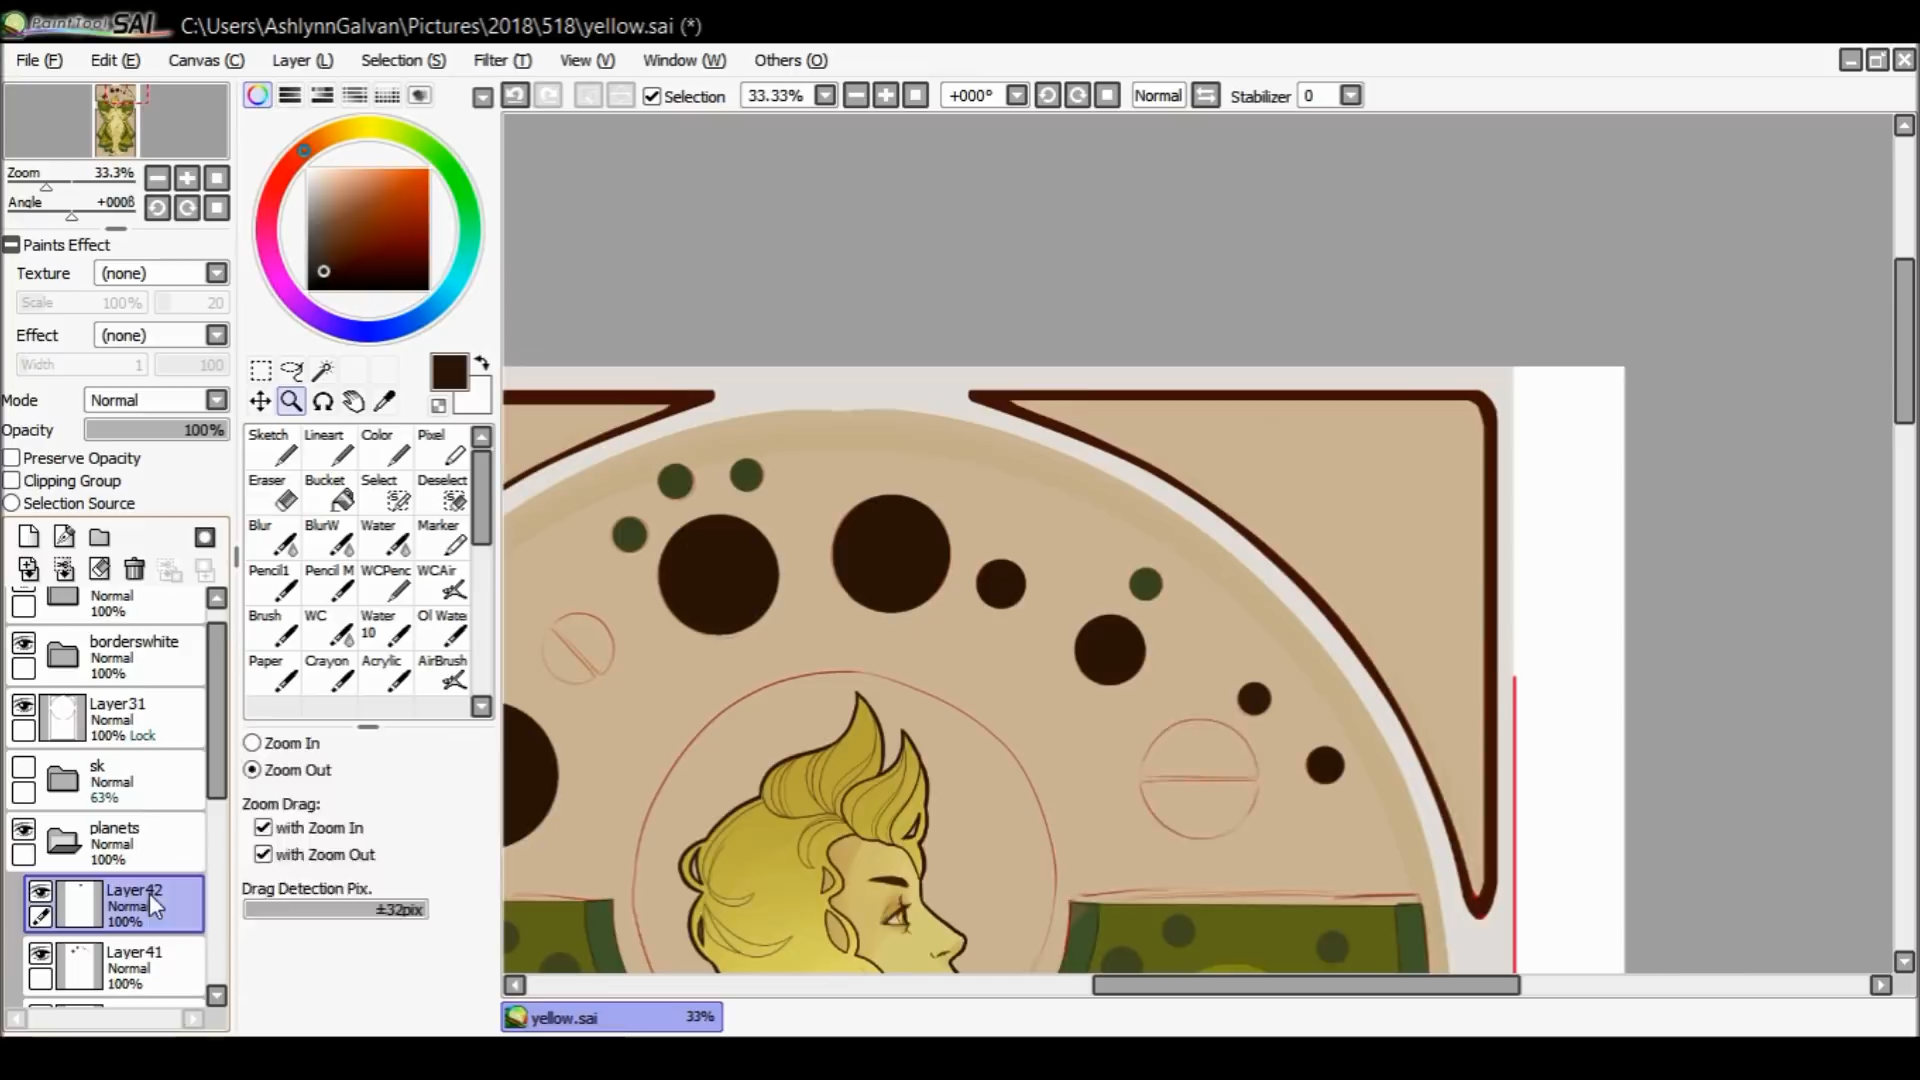 PaintTool SAI C:\Users\AshlynnGalvan\Pictures\2018\518\yellow.sai (*)
File (F) Edit (E) Canvas (C) Layer (L) Selection (S) Filter (T) View (V) Window (W) Others (O)
Selection 33.33% +000° Normal Stabilizer 0
Zoom 33.3%
Angle +000ß
Paints Effect
Texture (none)
Scale 100% 20
Effect (none)
Width 1 100
Mode Normal
Opacity 100%
Preserve Opacity
Clipping Group
Selection Source
Normal
100%
borderswhite
Normal
100%
Layer31
Normal
100% Lock
sk
Normal
63%
planets
Normal
100%
Layer42
Normal
100%
Layer41
Normal
100%
Sketch Lineart Color Pixel
Eraser Bucket Select Deselect
Blur BlurW Water Marker
Pencil1 Pencil M WCPenc WCAir
Brush WC Water 10 Ol Wate
Paper Crayon Acrylic AirBrush
Zoom In
Zoom Out
Zoom Drag:
with Zoom In
with Zoom Out
Drag Detection Pix.
±32pix
yellow.sai 33%